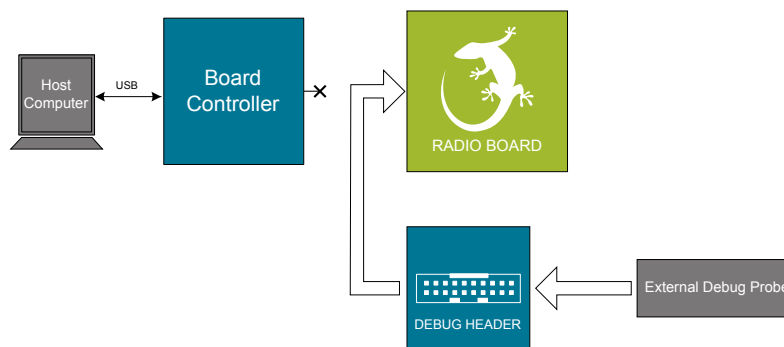 Host
Computer
USB
Board
Controller
RADIO BOARD
DEBUG HEADER
External Debug Probe